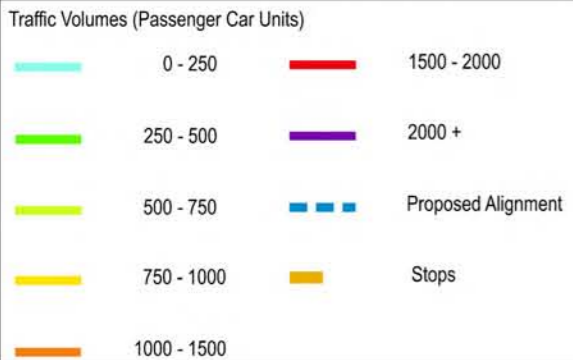 Traffic Volumes (Passenger Car Units)
0 - 250
250 - 500
500 - 750
750 - 1000
1000 - 1500
1500 - 2000
2000 +
Proposed Alignment
Stops